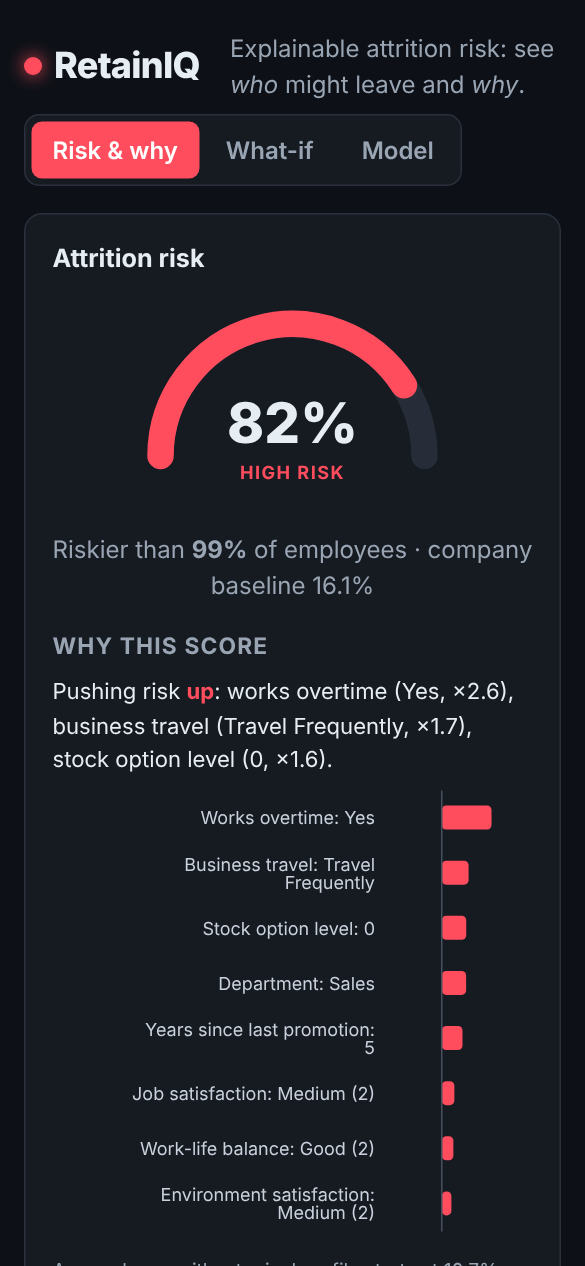 RetainIQ
Explainable attrition risk: see
who might leave and why.
Risk & why
What-if
Model
Attrition risk
82%
HIGH RISK
Riskier than 99% of employees · company
baseline 16.1%
WHY THIS SCORE
Pushing risk up: works overtime (Yes, ×2.6),
business travel (Travel Frequently, ×1.7),
stock option level (0, ×1.6).
Works overtime: Yes
Business travel: Travel
Frequently
Stock option level: 0
Department: Sales
Years since last promotion:
5
Job satisfaction: Medium (2)
Work-life balance: Good (2)
Environment satisfaction:
Medium (2)